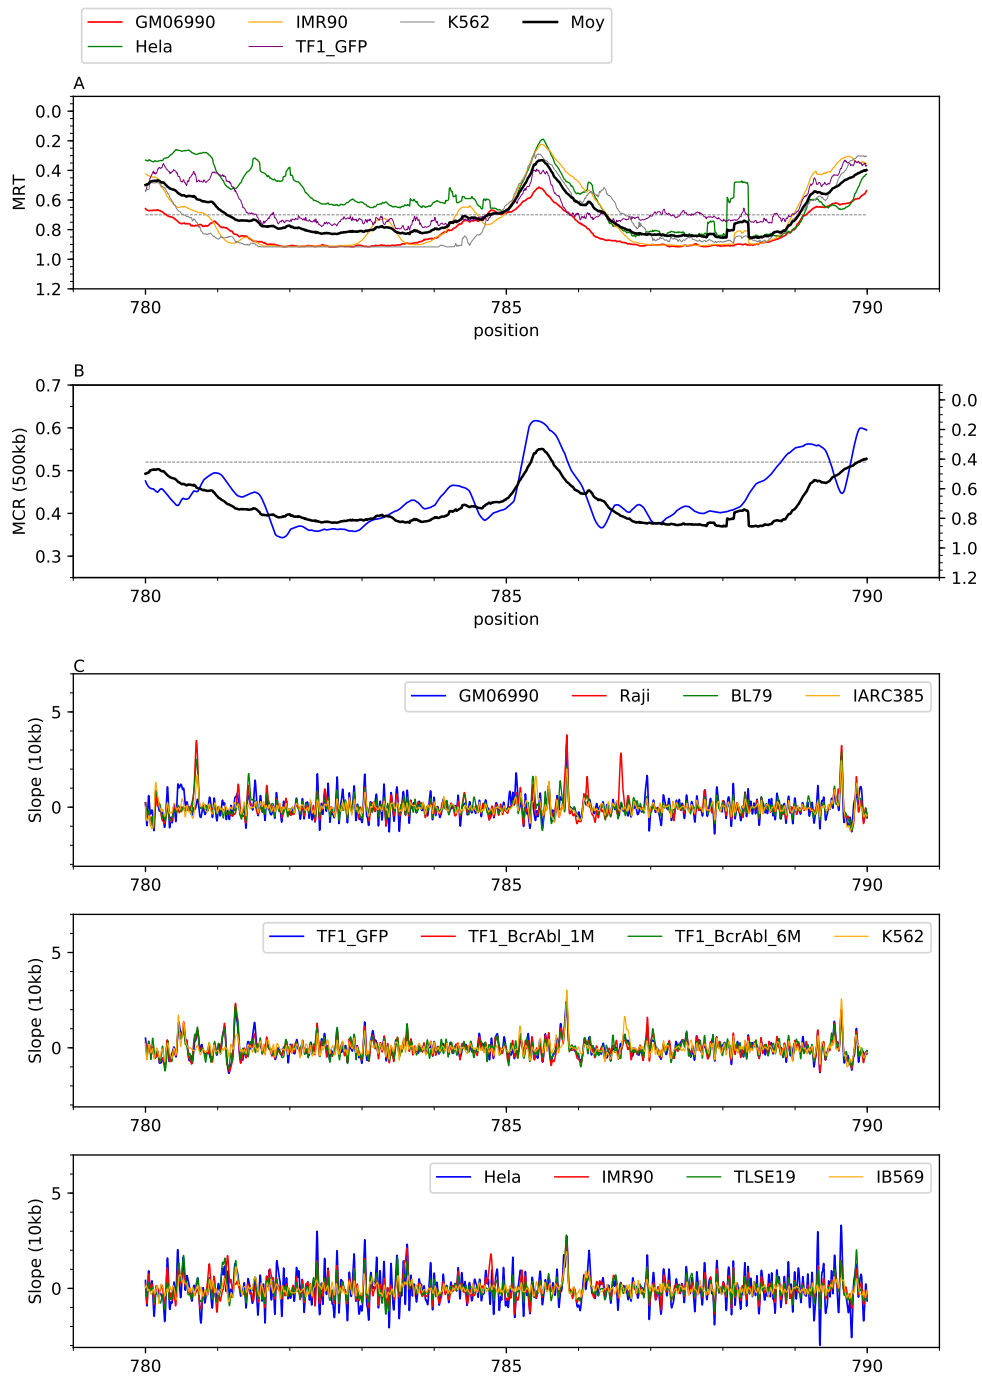 GM06990 IMR90 K562 Moy
Hela TF1_GFP
A
0.0
0.2
0.4
0.6
0.8
1.0
1.2
MRT
780 785 790
position
B
0.7
0.6
0.5
0.4
0.3
MCR (500kb)
0.0
0.2
0.4
0.6
0.8
1.0
1.2
780 785 790
position
C
GM06990 Raji BL79 IARC385
5
0
Slope (10kb)
780 785 790
TF1_GFP TF1_BcrAbl_1M TF1_BcrAbl_6M K562
5
0
Slope (10kb)
780 785 790
Hela IMR90 TLSE19 IB569
5
0
Slope (10kb)
780 785 790